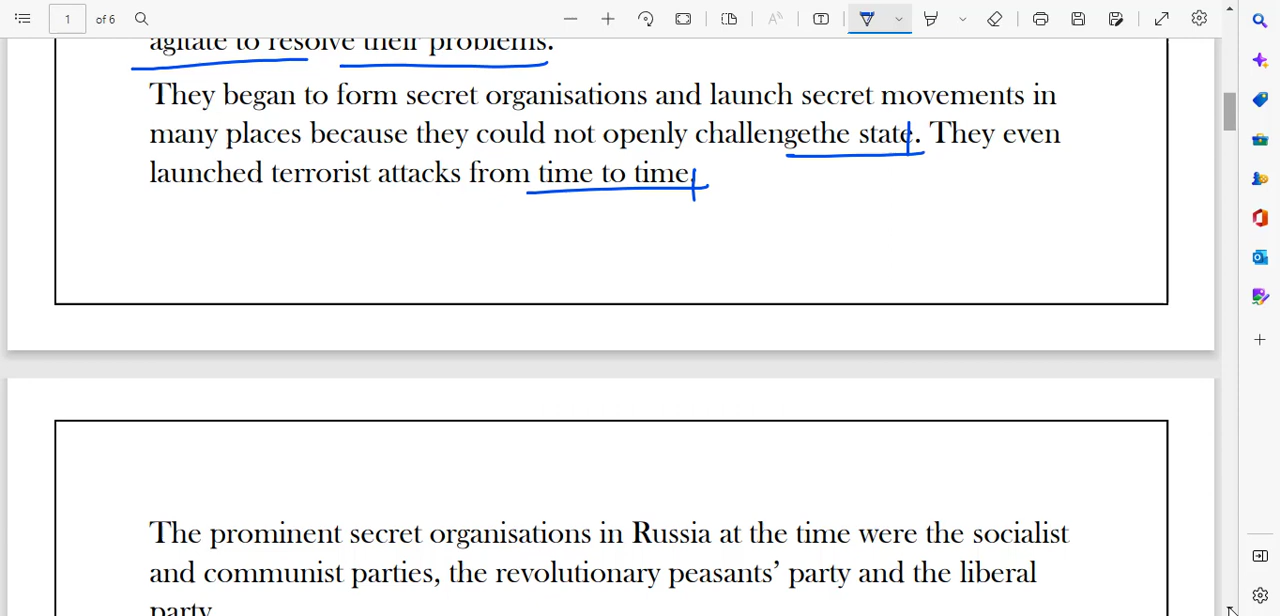 1 of 6
agitate to resolve their problems.
They began to form secret organisations and launch secret movements in
many places because they could not openly challengethe state. They even
launched terrorist attacks from time to time.
The prominent secret organisations in Russia at the time were the socialist
and communist parties, the revolutionary peasants’ party and the liberal
party.